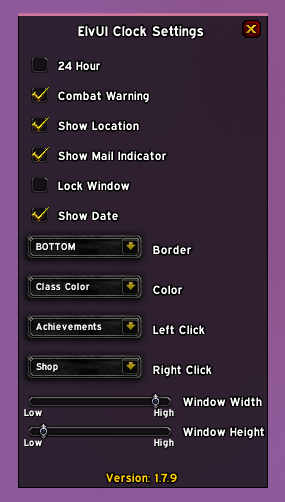 ElvUI Clock Settings
24 Hour
Combat Warning
Show Location
Show Mail Indicator
Lock Window
Show Date
BOTTOM Border
Class Color Color
Achievements Left Click
Shop Right Click
Window Width
Low High
Window Height
Low High
Version: 1.7.9